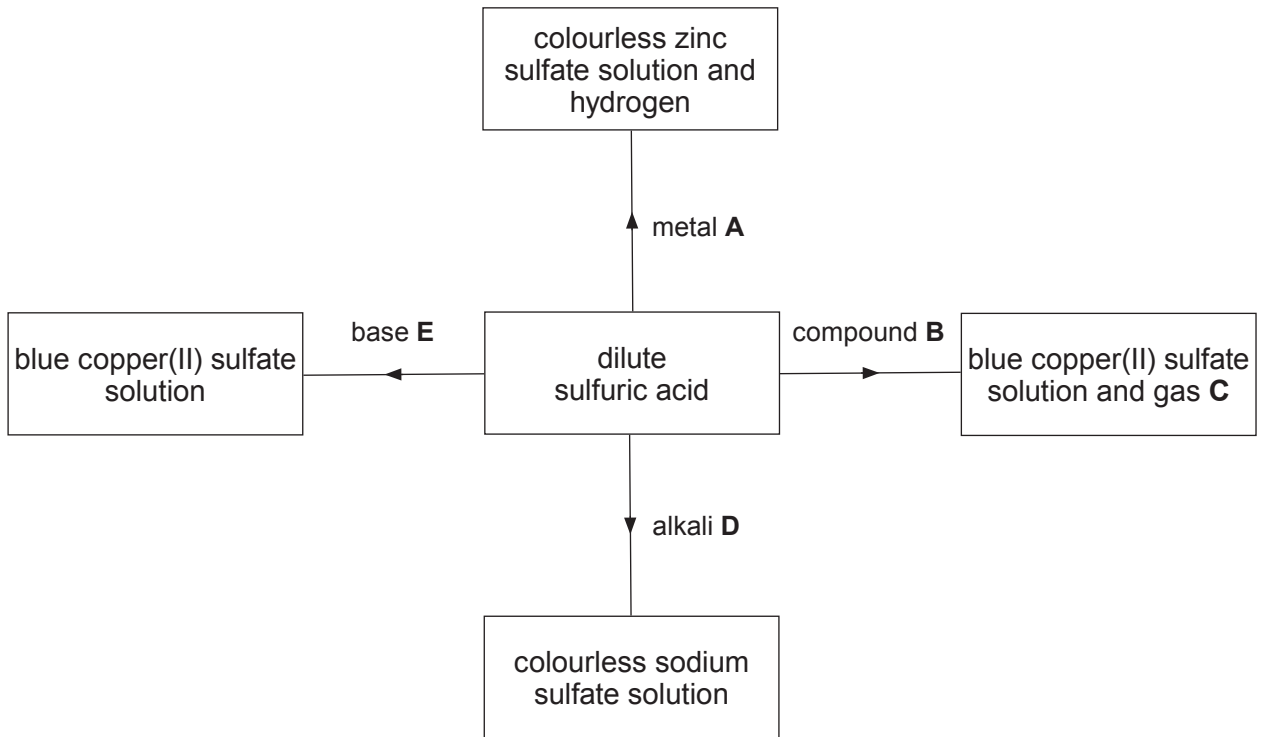 colourless zinc
sulfate solution and
hydrogen
metal A
base E
compound B
blue copper(II) sulfate
solution
dilute
sulfuric acid
blue copper(II) sulfate
solution and gas C
alkali D
colourless sodium
sulfate solution